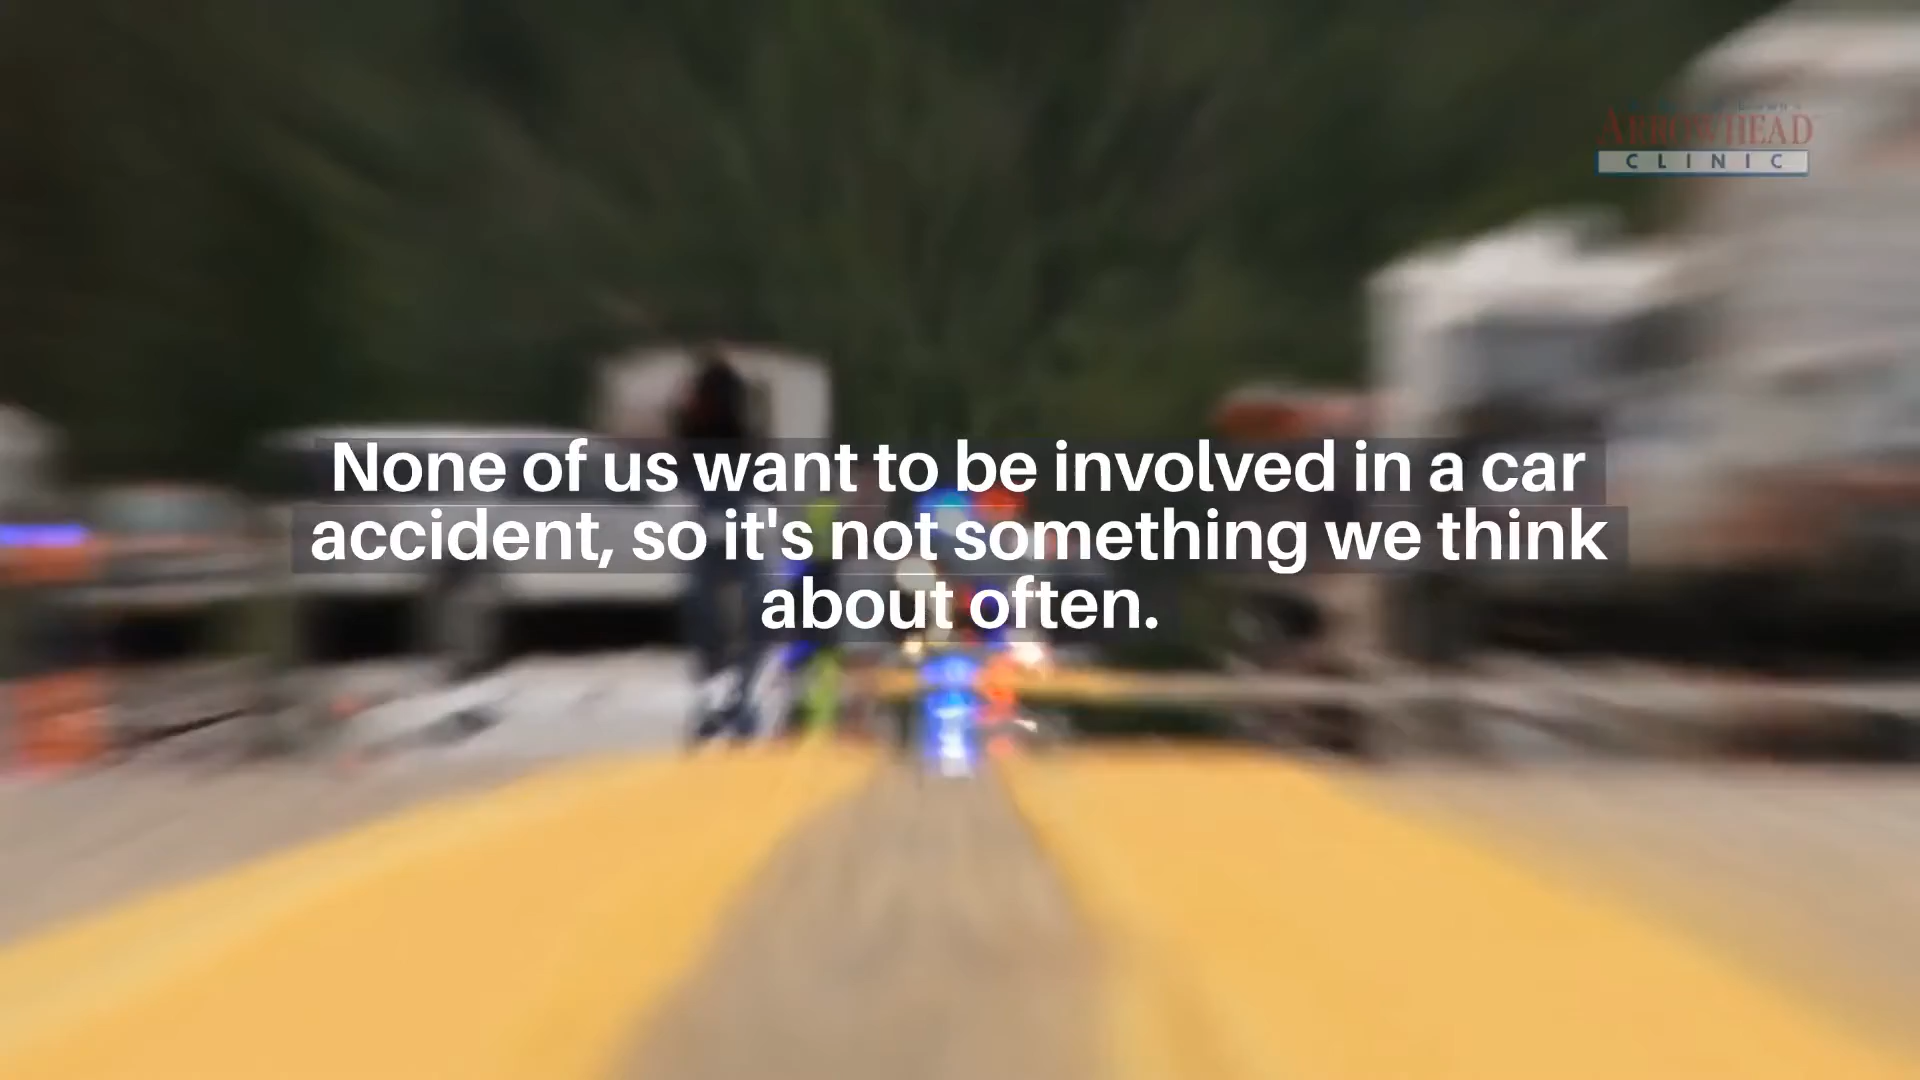 ARROWHEAD
CLINIC
None of us want to be involved in a car
accident, so it's not something we think
about often.